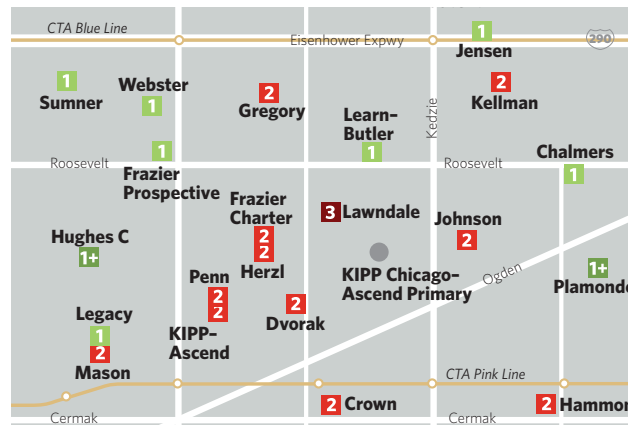 CTA Blue Line
Eisenhower Expwy
290
1
Jensen
1
Sumner
Webster
1
2
Gregory
2
Kellman
Learn–
Butler
1
Kedzie
Roosevelt
1
Frazier
Prospective
Roosevelt
Chalmers
1
Frazier
Charter
2
2
Herzl
3 Lawndale
Johnson
2
Hughes C
1+
KIPP Chicago–
Ascend Primary
Ogden
1+
Plamondo
Penn
2
2
KIPP–
Ascend
2
Dvorak
Legacy
1
2
Mason
CTA Pink Line
2 Crown
2 Hammon
Cermak
Cermak